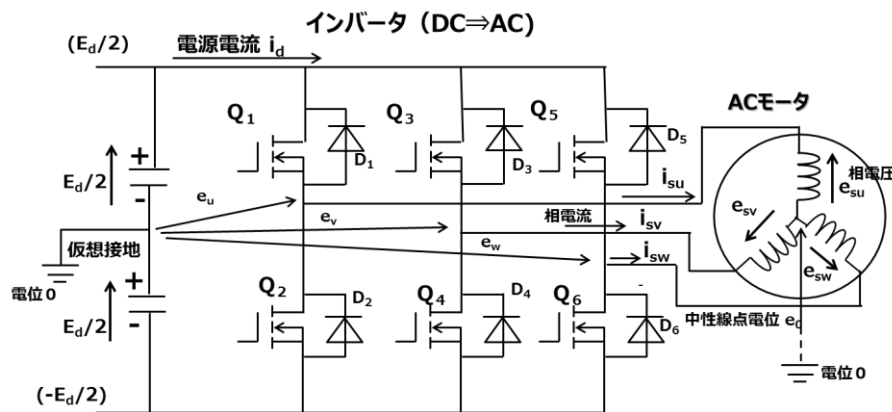 インバータ（DC⇒AC）
(Ed/2)
電源電流 id
Q1
Q3
Q5
ACモータ
D1
D3
D5
+
Ed/2
-
eu
ev
ew
isu
相電流
isv
isw
相電圧
esu
esv
esw
仮想接地
電位0
+
Ed/2
-
Q2
D2
Q4
D4
Q6
-
D6
中性線点電位 e0
電位0
(-Ed/2)